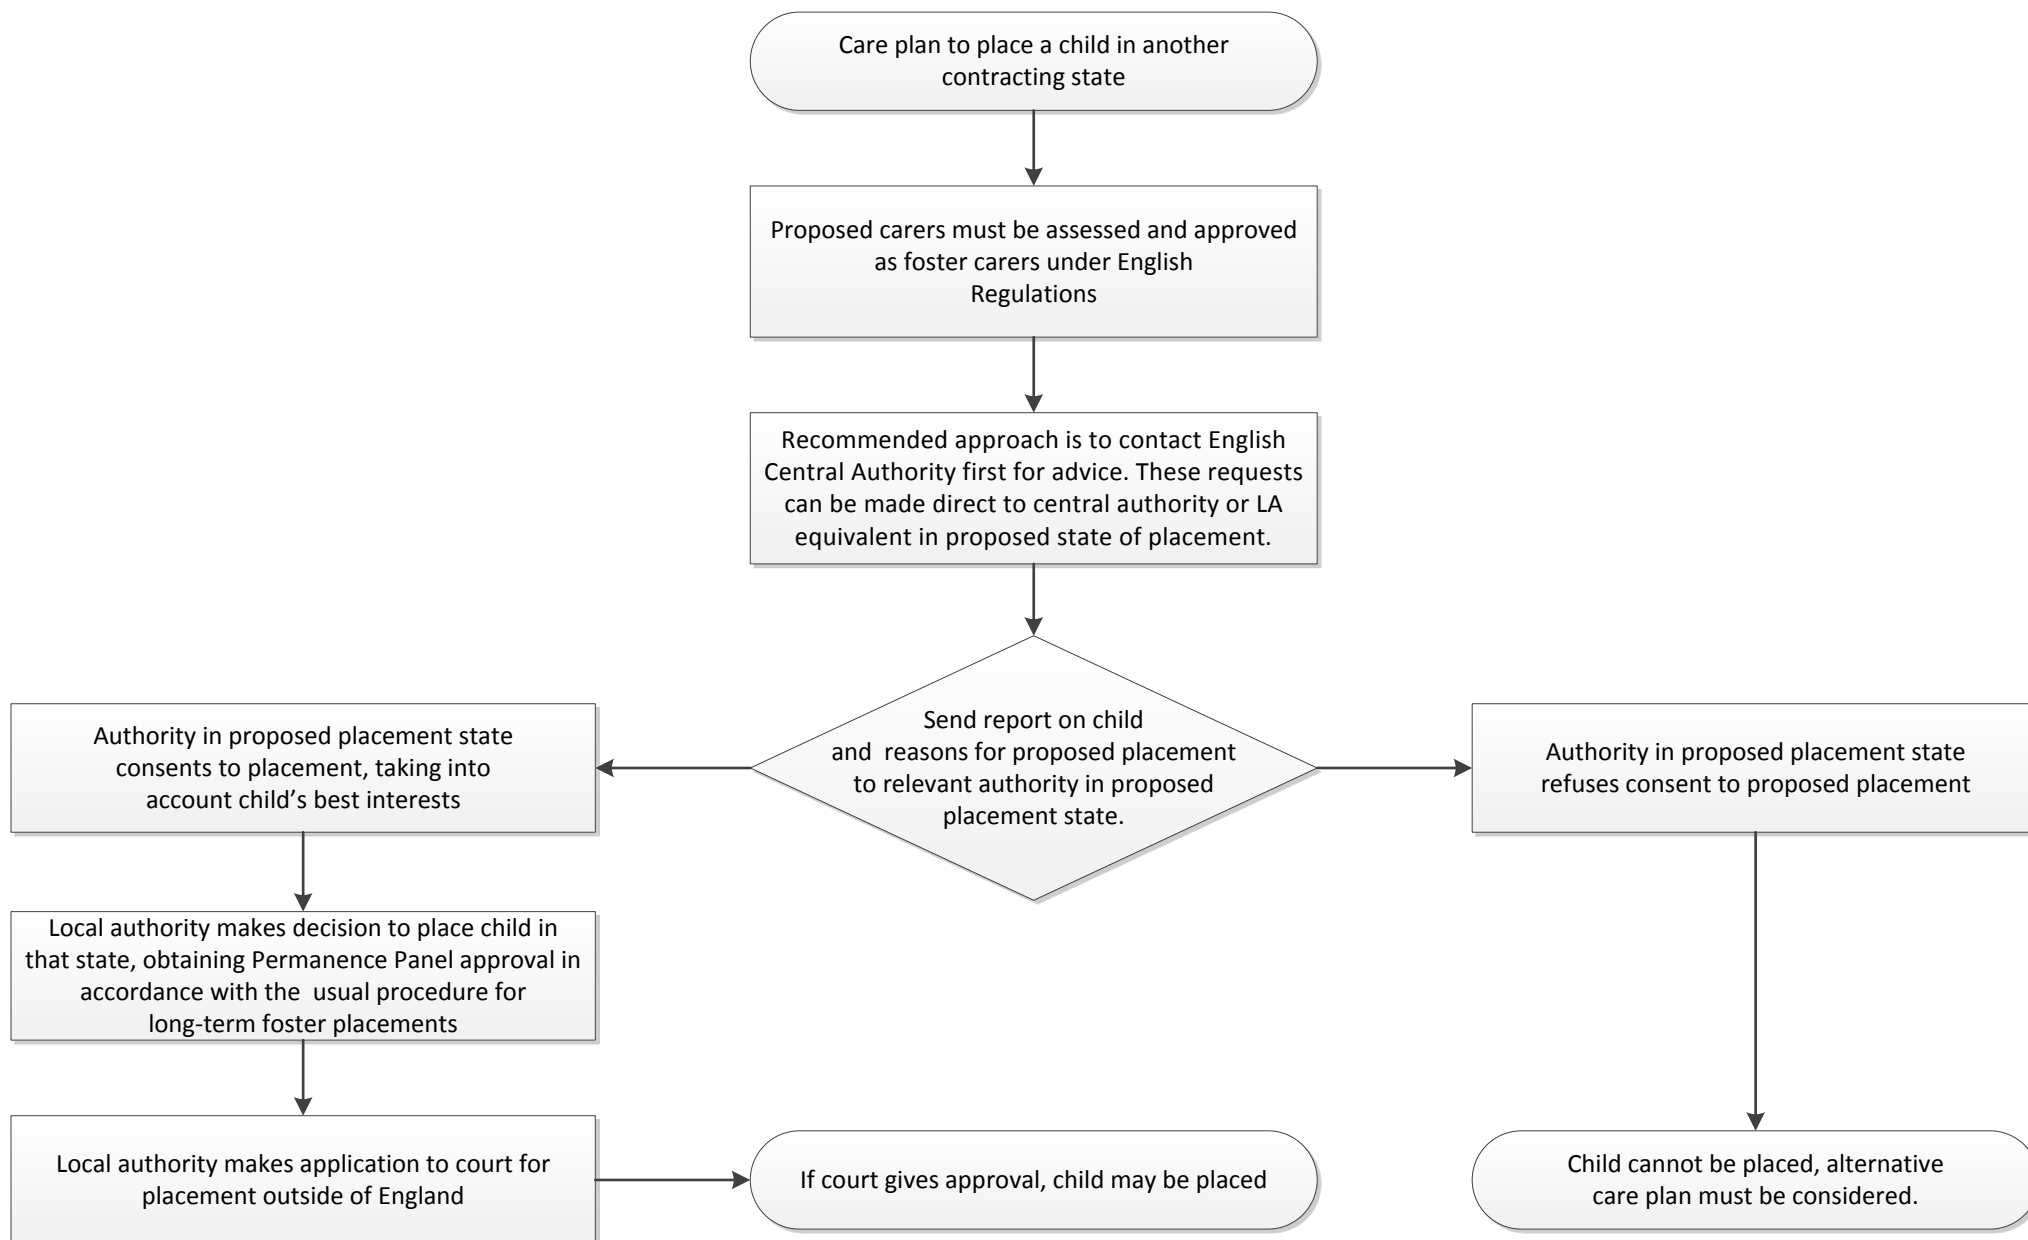 Care plan to place a child in another
contracting state
Proposed carers must be assessed and approved
as foster carers under English
Regulations
Recommended approach is to contact English
Central Authority first for advice. These requests
can be made direct to central authority or LA
equivalent in proposed state of placement.
Send report on child
and reasons for proposed placement
to relevant authority in proposed
placement state.
Authority in proposed placement state
consents to placement, taking into
account child’s best interests
Authority in proposed placement state
refuses consent to proposed placement
Local authority makes decision to place child in
that state, obtaining Permanence Panel approval in
accordance with the usual procedure for
long-term foster placements
Local authority makes application to court for
placement outside of England
If court gives approval, child may be placed
Child cannot be placed, alternative
care plan must be considered.